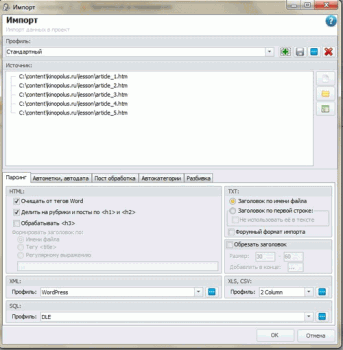 Импорт
Импорт
Импорт данных в проект
Профиль:
Стандартный
Источник:
C:\content\kinopolus.ru\lesson\article_1.htm
C:\content\kinopolus.ru\lesson\article_2.htm
C:\content\kinopolus.ru\lesson\article_3.htm
C:\content\kinopolus.ru\lesson\article_4.htm
C:\content\kinopolus.ru\lesson\article_5.htm
Парсинг Автометки, автодата Пост обработка Автокатегории Разбивка
HTML:
Очищать от тегов Word
Делить на рубрики и посты по <h1> и <h2>
Обрабатывать <h3>
Формировать заголовок по:
Имени файла
Тегу <title>
Регулярному выражению:
TXT:
Заголовок по имени файла
Заголовок по первой строке:
Не использовать её в тексте
Форумный формат импорта
Обрезать заголовок
Размер: 30 - 60
Добавлять в конце: ...
XML:
Профиль: WordPress
XLS, CSV:
Профиль: 2 Column
SQL:
Профиль: DLE
OK Отмена